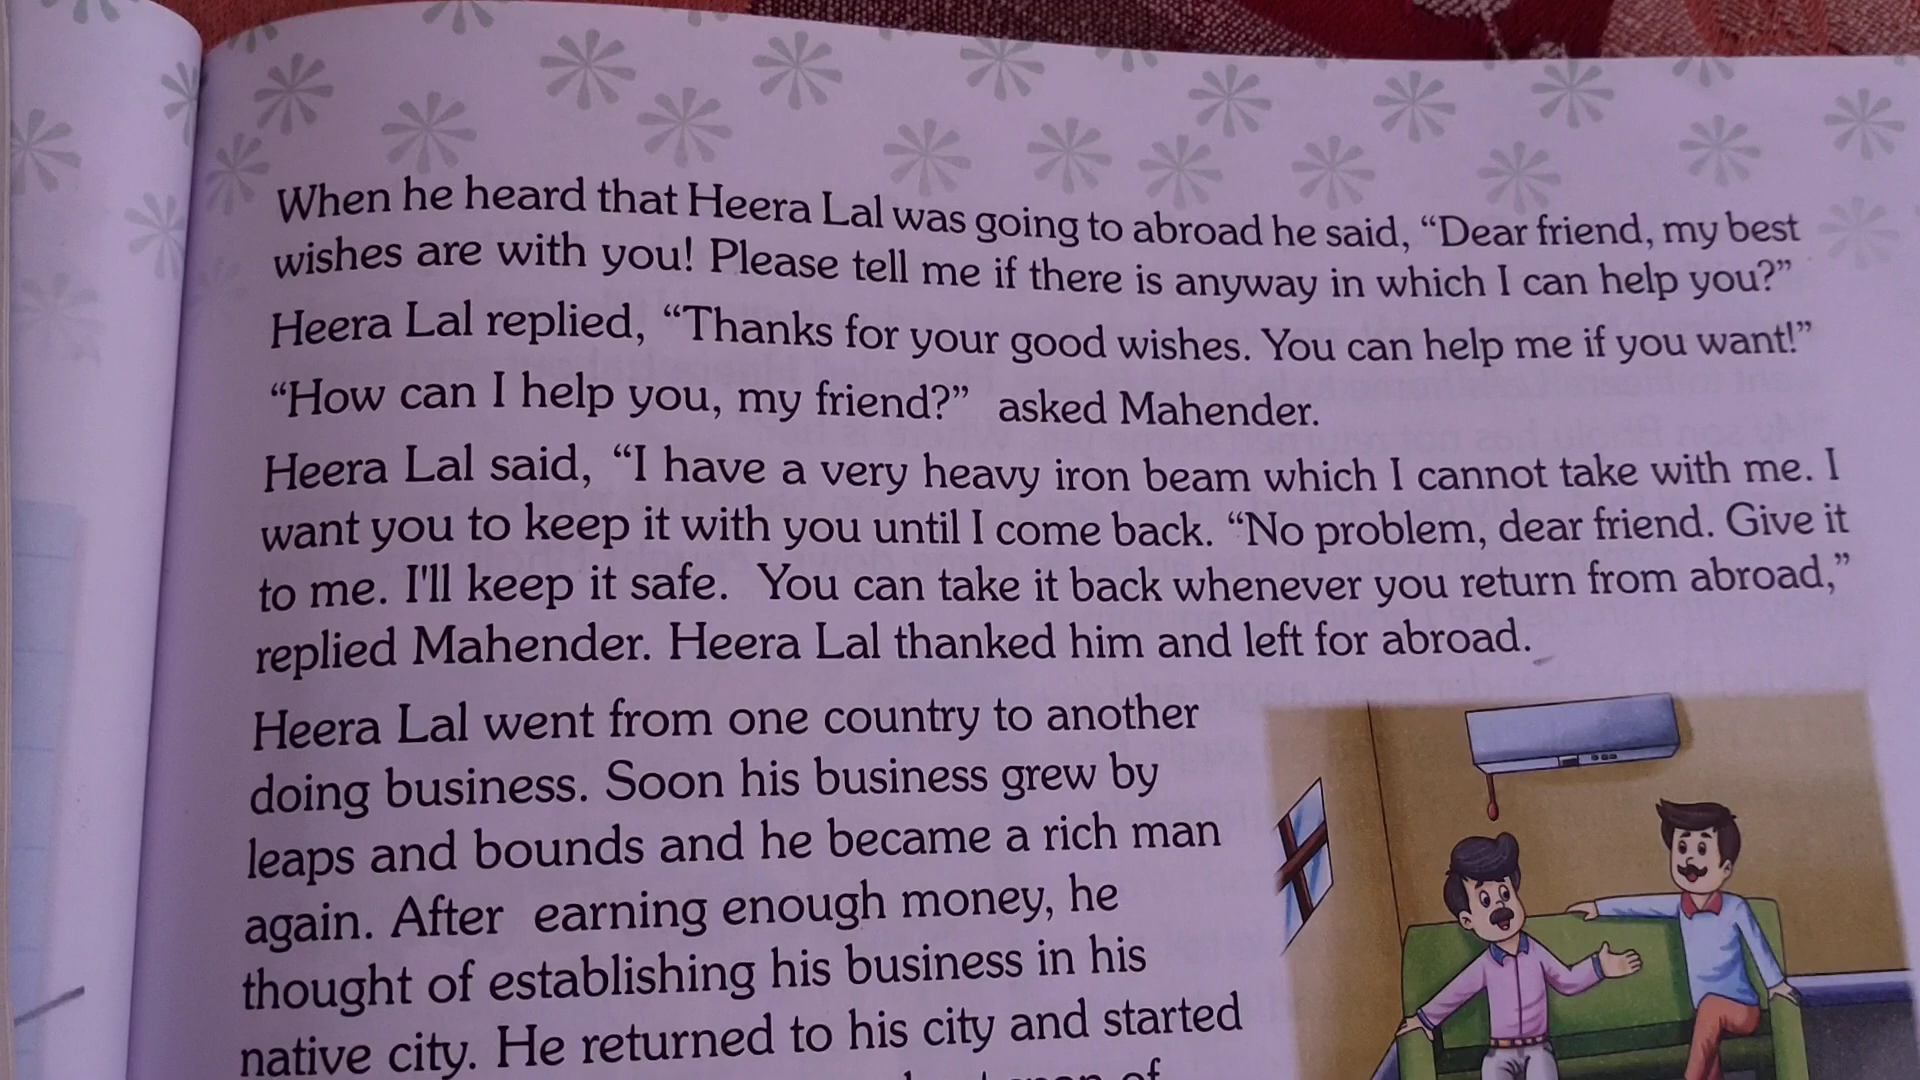 When he heard that Heera Lal was going to abroad he said, “Dear friend, my best
wishes are with you! Please tell me if there is anyway in which I can help you?”
Heera Lal replied, “Thanks for your good wishes. You can help me if you want!”
“How can I help you, my friend?” asked Mahender.
Heera Lal said, “I have a very heavy iron beam which I cannot take with me. I
want you to keep it with you until I come back. “No problem, dear friend. Give it
to me. I'll keep it safe. You can take it back whenever you return from abroad,”
replied Mahender. Heera Lal thanked him and left for abroad.
Heera Lal went from one country to another
doing business. Soon his business grew by
leaps and bounds and he became a rich man
again. After earning enough money, he
thought of establishing his business in his
native city. He returned to his city and started
of